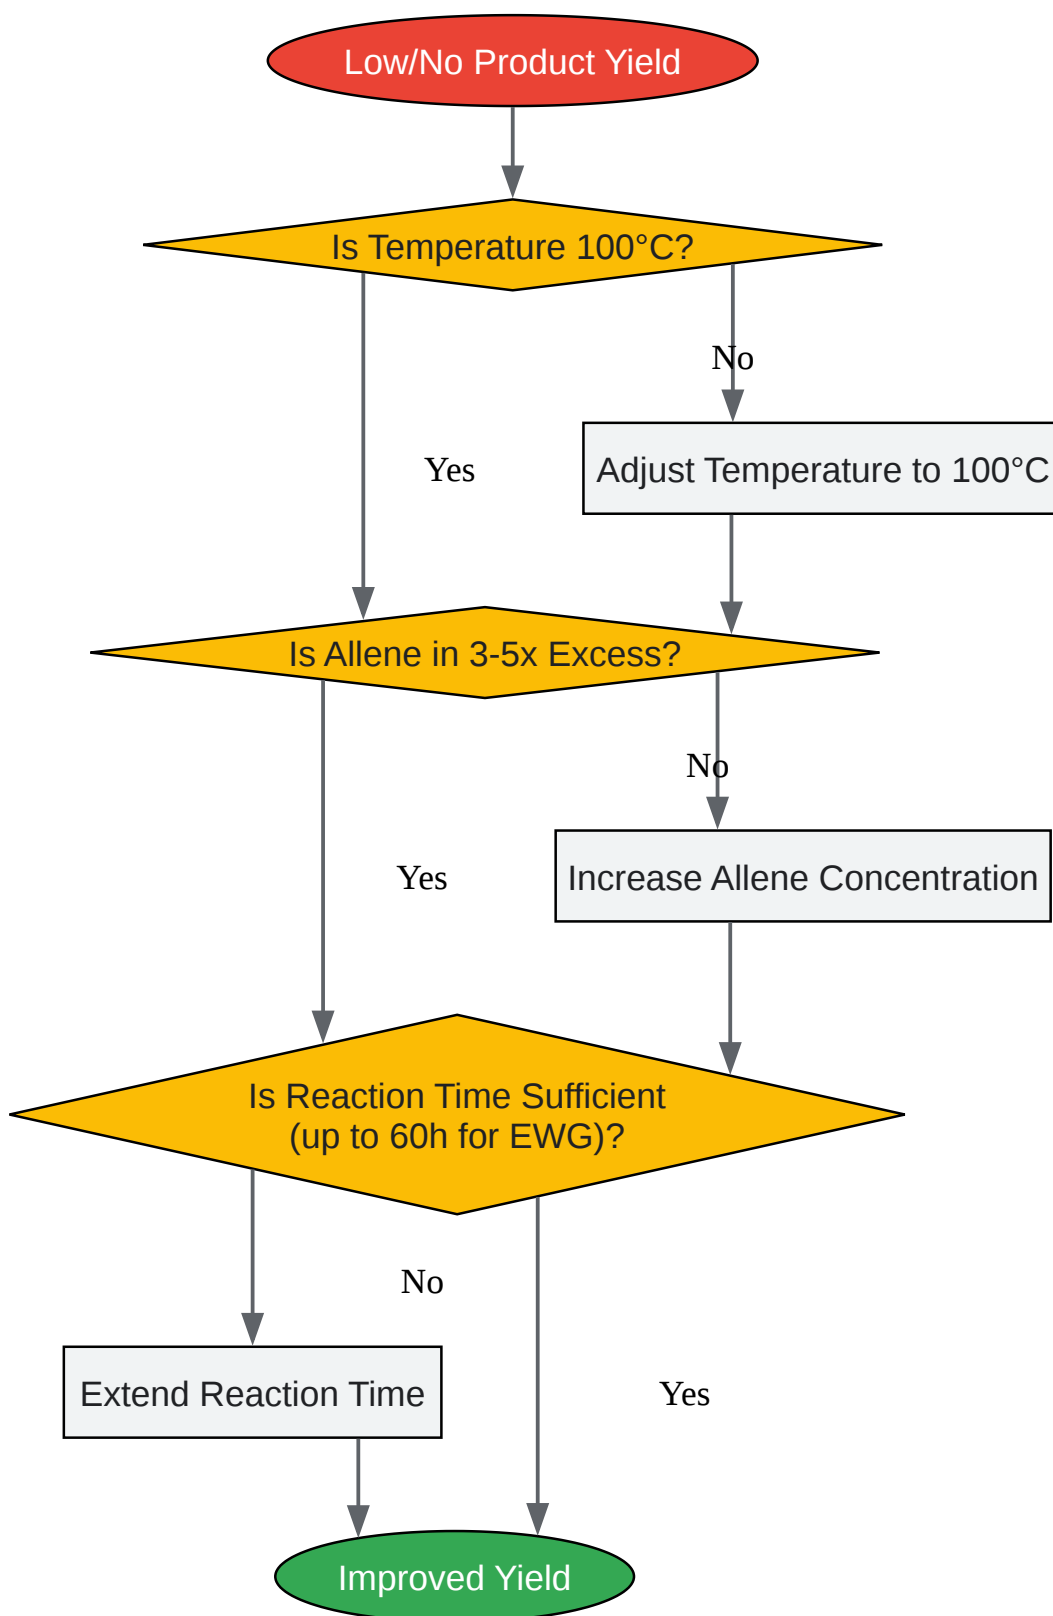 Low/No Product Yield
Is Temperature 100°C?
No
Yes
Adjust Temperature to 100°C
Is Allene in 3-5x Excess?
No
Yes
Increase Allene Concentration
Is Reaction Time Sufficient
(up to 60h for EWG)?
No
Extend Reaction Time
Yes
Improved Yield